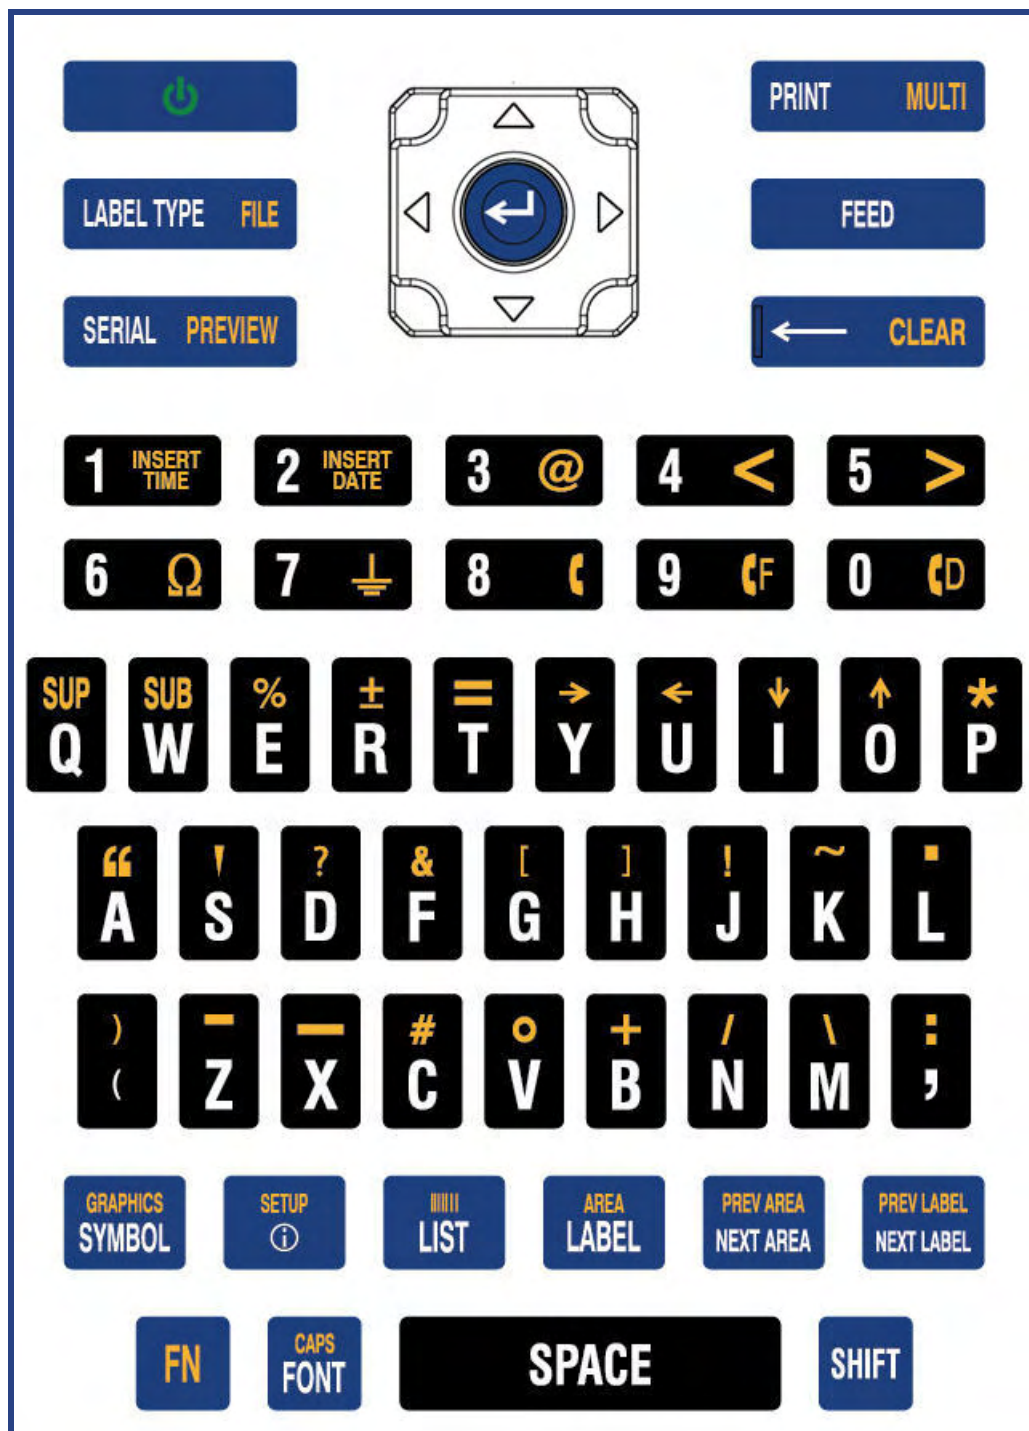 PRINT MULTI
LABEL TYPE FILE
FEED
SERIAL PREVIEW
← CLEAR
1 INSERT TIME 2 INSERT DATE 3 @ 4 < 5 >
6 Ω 7 ⏚ 8 9 F 0 D
SUP SUB % ± = → ← ↓ ↑ *
Q W E R T Y U I O P
“ ' ? & [ ] ! ~ .
A S D F G H J K L
) - — # ° + / \ :
( Z X C V B N M ,
GRAPHICS SETUP AREA PREV AREA PREV LABEL
SYMBOL ⓘ LIST LABEL NEXT AREA NEXT LABEL
FN CAPS FONT SPACE SHIFT